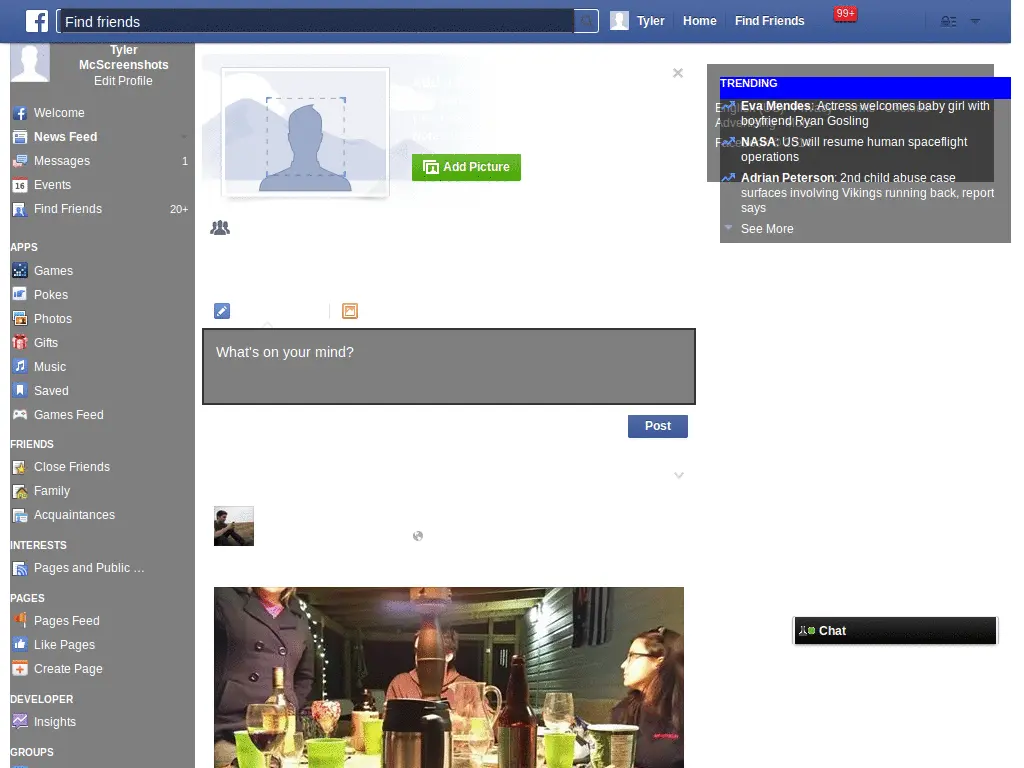 Find friends
Tyler
Home
Find Friends
99+
Tyler
McScreenshots
Edit Profile
Welcome
News Feed
Messages 1
16 Events
Find Friends 20+
APPS
Games
Pokes
Photos
Gifts
Music
Saved
Games Feed
FRIENDS
Close Friends
Family
Acquaintances
INTERESTS
Pages and Public ...
PAGES
Pages Feed
Like Pages
Create Page
DEVELOPER
Insights
GROUPS
Add Picture
What's on your mind?
Post
TRENDING
Eva Mendes: Actress welcomes baby girl with
boyfriend Ryan Gosling
NASA: US will resume human spaceflight
operations
Adrian Peterson: 2nd child abuse case
surfaces involving Vikings running back, report
says
See More
Chat